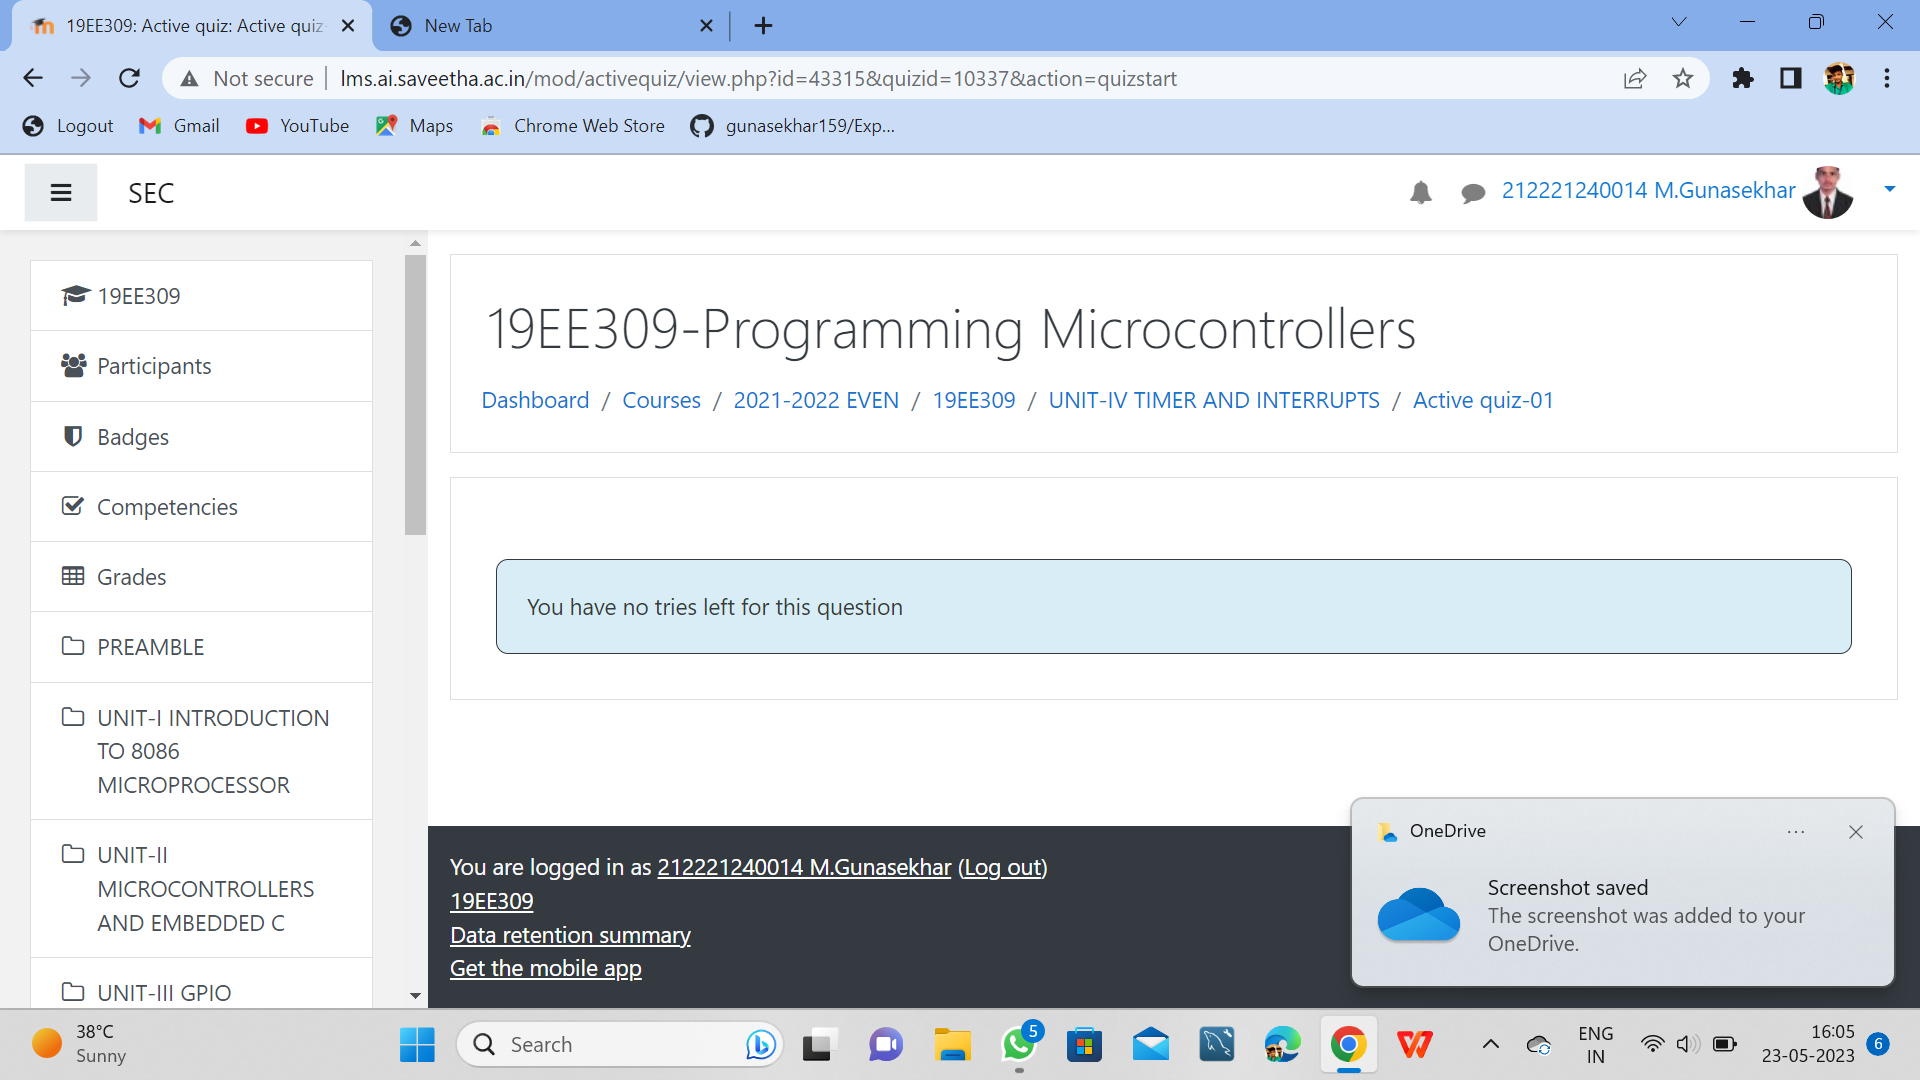 19EE309: Active quiz: Active quiz
New Tab
Not secure
lms.ai.saveetha.ac.in/mod/activequiz/view.php?id=43315&quizid=10337&action=quizstart
Logout
Gmail
YouTube
Maps
Chrome Web Store
gunasekhar159/Exp...
SEC
212221240014 M.Gunasekhar
19EE309
Participants
Badges
Competencies
Grades
PREAMBLE
UNIT-I INTRODUCTION
TO 8086
MICROPROCESSOR
UNIT-II
MICROCONTROLLERS
AND EMBEDDED C
UNIT-III GPIO
19EE309-Programming Microcontrollers
Dashboard / Courses / 2021-2022 EVEN / 19EE309 / UNIT-IV TIMER AND INTERRUPTS / Active quiz-01
You have no tries left for this question
You are logged in as 212221240014 M.Gunasekhar (Log out)
19EE309
Data retention summary
Get the mobile app
OneDrive
Screenshot saved
The screenshot was added to your
OneDrive.
38°C
Sunny
Search
5
ENG
IN
16:05
23-05-2023
6